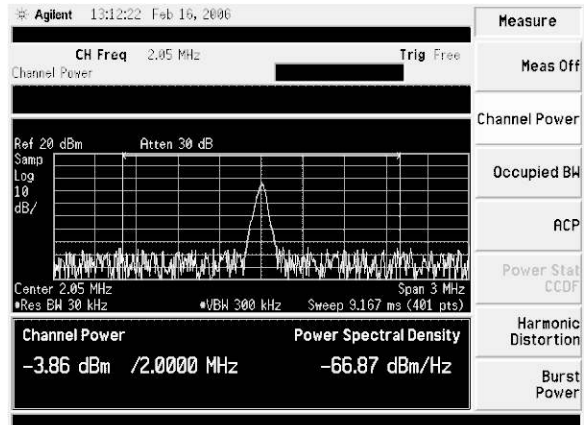 Agilent 13:12:22 Feb 16, 2006
Measure
CH Freq 2.05 MHz
Trig Free
Channel Power
Meas Off
Channel Power
Occupied BW
ACP
Power Stat
CCDF
Harmonic
Distortion
Burst
Power
Ref 20 dBm
Atten 30 dB
Samp
Log
10
dB/
Center 2.05 MHz
Span 3 MHz
•Res BW 30 kHz
•VBW 300 kHz
Sweep 9.167 ms (401 pts)
Channel Power
Power Spectral Density
-3.86 dBm /2.0000 MHz
-66.87 dBm/Hz